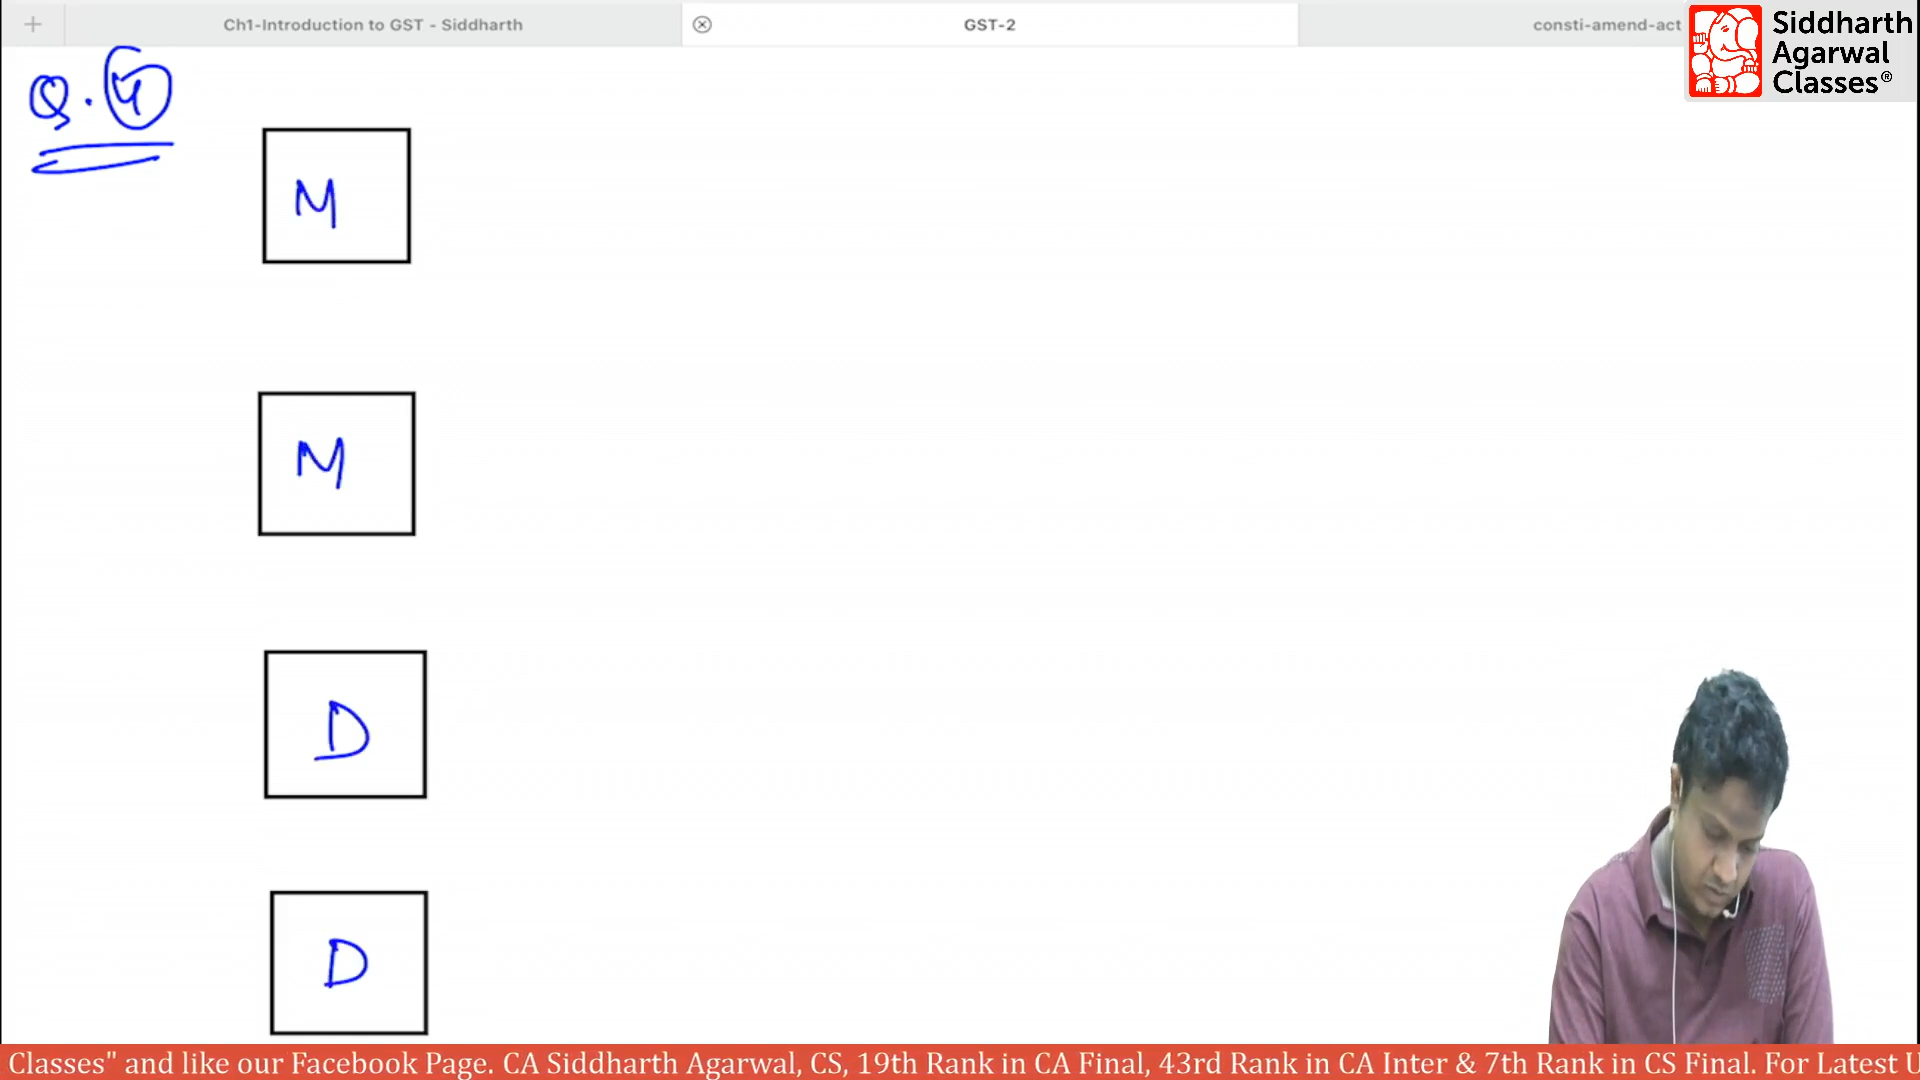 Ch1-Introduction to GST - Siddharth
GST-2
consti-amend-act
Siddharth
Agarwal
Classes®
Q.
M
M
D
D
Classes" and like our Facebook Page. CA Siddharth Agarwal, CS, 19th Rank in CA Final, 43rd Rank in CA Inter & 7th Rank in CS Final. For Latest U